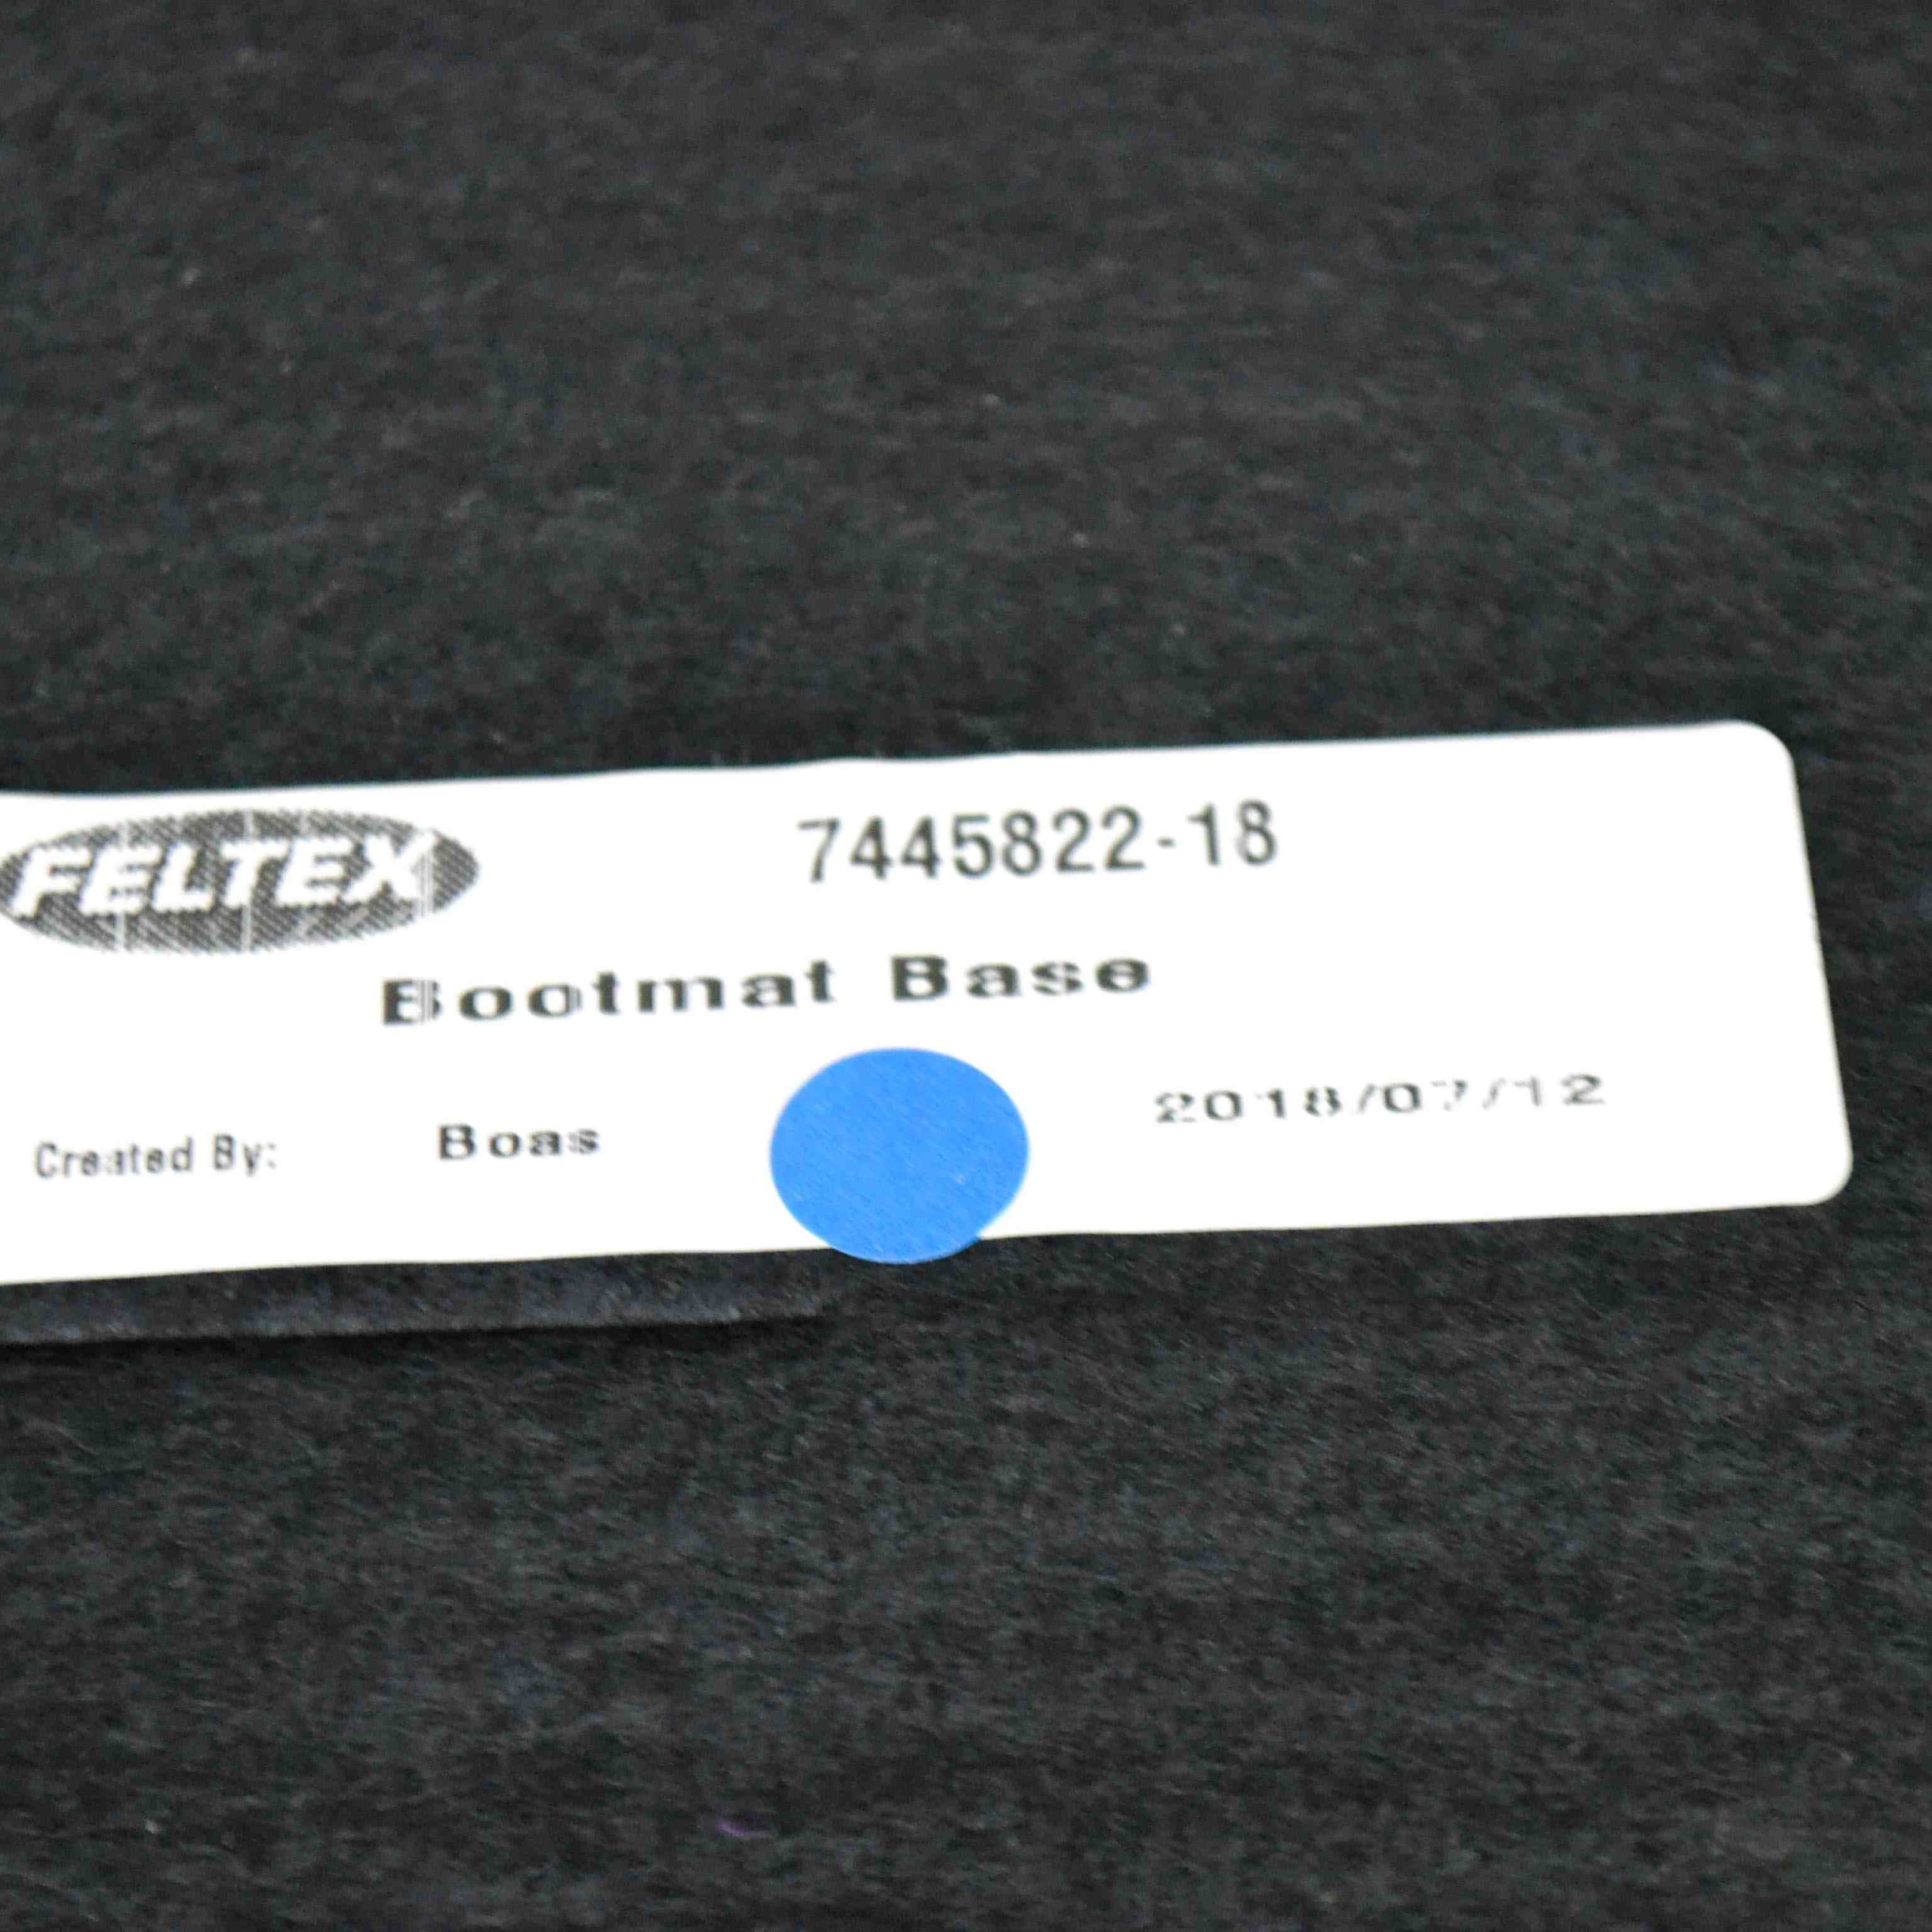 FELTEX 7445822-18
Bootmat Base
Created By: Boas 2018/07/12